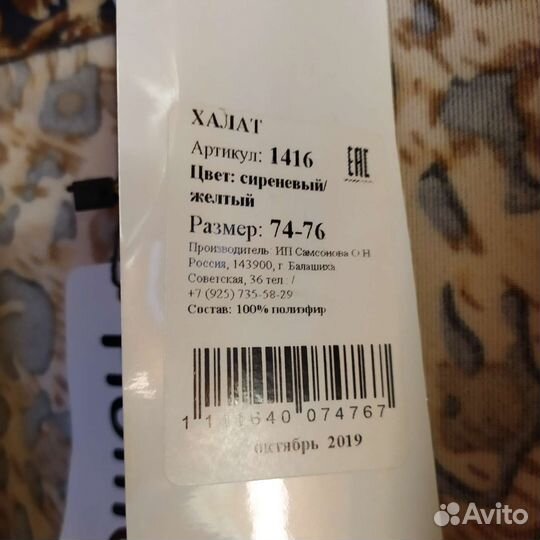 ХАЛАТ
Артикул: 1416
Цвет: сиреневый/
желтый
Размер: 74-76
Производитель: ИП Самсонова О Н
Россия, 143900, г Балашиха
Советская, 36 тел /
+7 (925) 735-58-29
Состав: 100% полиэфир
EAC
074767
октябрь 2019
Avito